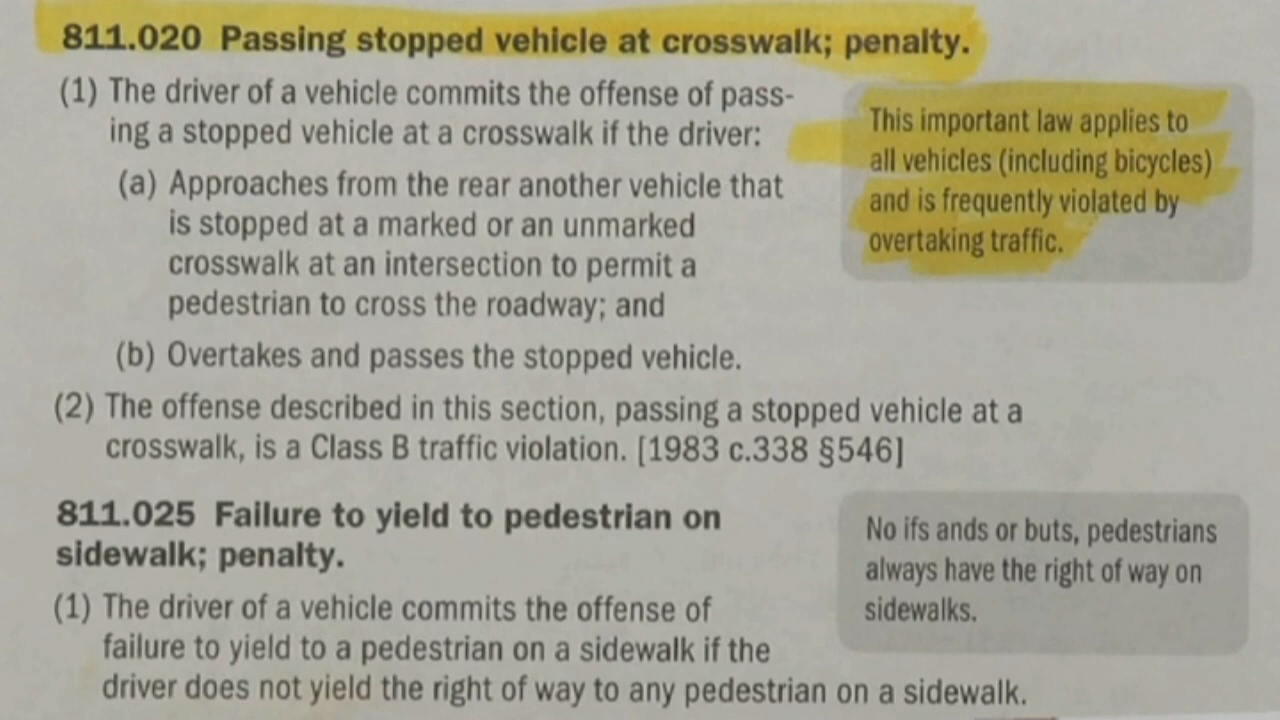 811.020 Passing stopped vehicle at crosswalk; penalty.
(1) The driver of a vehicle commits the offense of pass-
ing a stopped vehicle at a crosswalk if the driver:
(a) Approaches from the rear another vehicle that
is stopped at a marked or an unmarked
crosswalk at an intersection to permit a
pedestrian to cross the roadway; and
(b) Overtakes and passes the stopped vehicle.
(2) The offense described in this section, passing a stopped vehicle at a
crosswalk, is a Class B traffic violation. [1983 c.338 §546]
This important law applies to
all vehicles (including bicycles)
and is frequently violated by
overtaking traffic.
811.025 Failure to yield to pedestrian on
sidewalk; penalty.
(1) The driver of a vehicle commits the offense of
failure to yield to a pedestrian on a sidewalk if the
driver does not yield the right of way to any pedestrian on a sidewalk.
No ifs ands or buts, pedestrians
always have the right of way on
sidewalks.